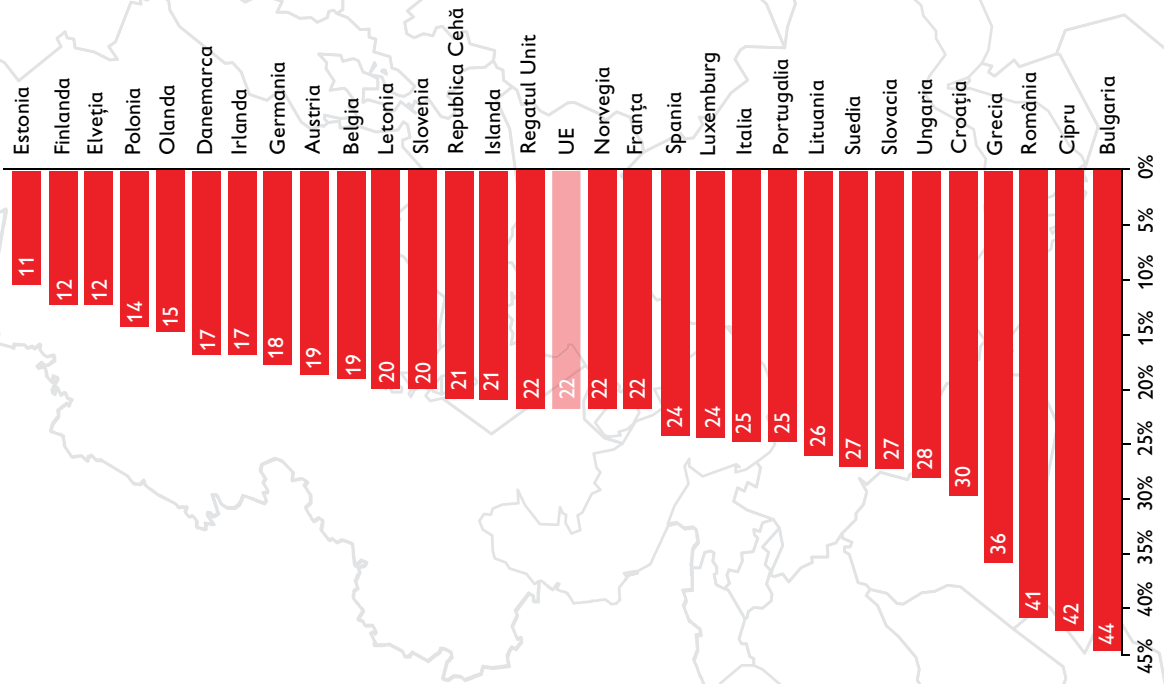 Estonia 11
Finlanda 12
Elveția 12
Polonia 14
Olanda 15
Danemarca 17
Irlanda 17
Germania 18
Austria 19
Belgia 19
Letonia 20
Slovenia 20
Republica Cehă 21
Islanda 21
Regatul Unit 22
UE 22
Norvegia 22
Franța 22
Spania 24
Luxemburg 24
Italia 25
Portugalia 25
Lituania 26
Suedia 27
Slovacia 27
Ungaria 28
Croația 30
Grecia 36
România 41
Cipru 42
Bulgaria 44
0%
5%
10%
15%
20%
25%
30%
35%
40%
45%